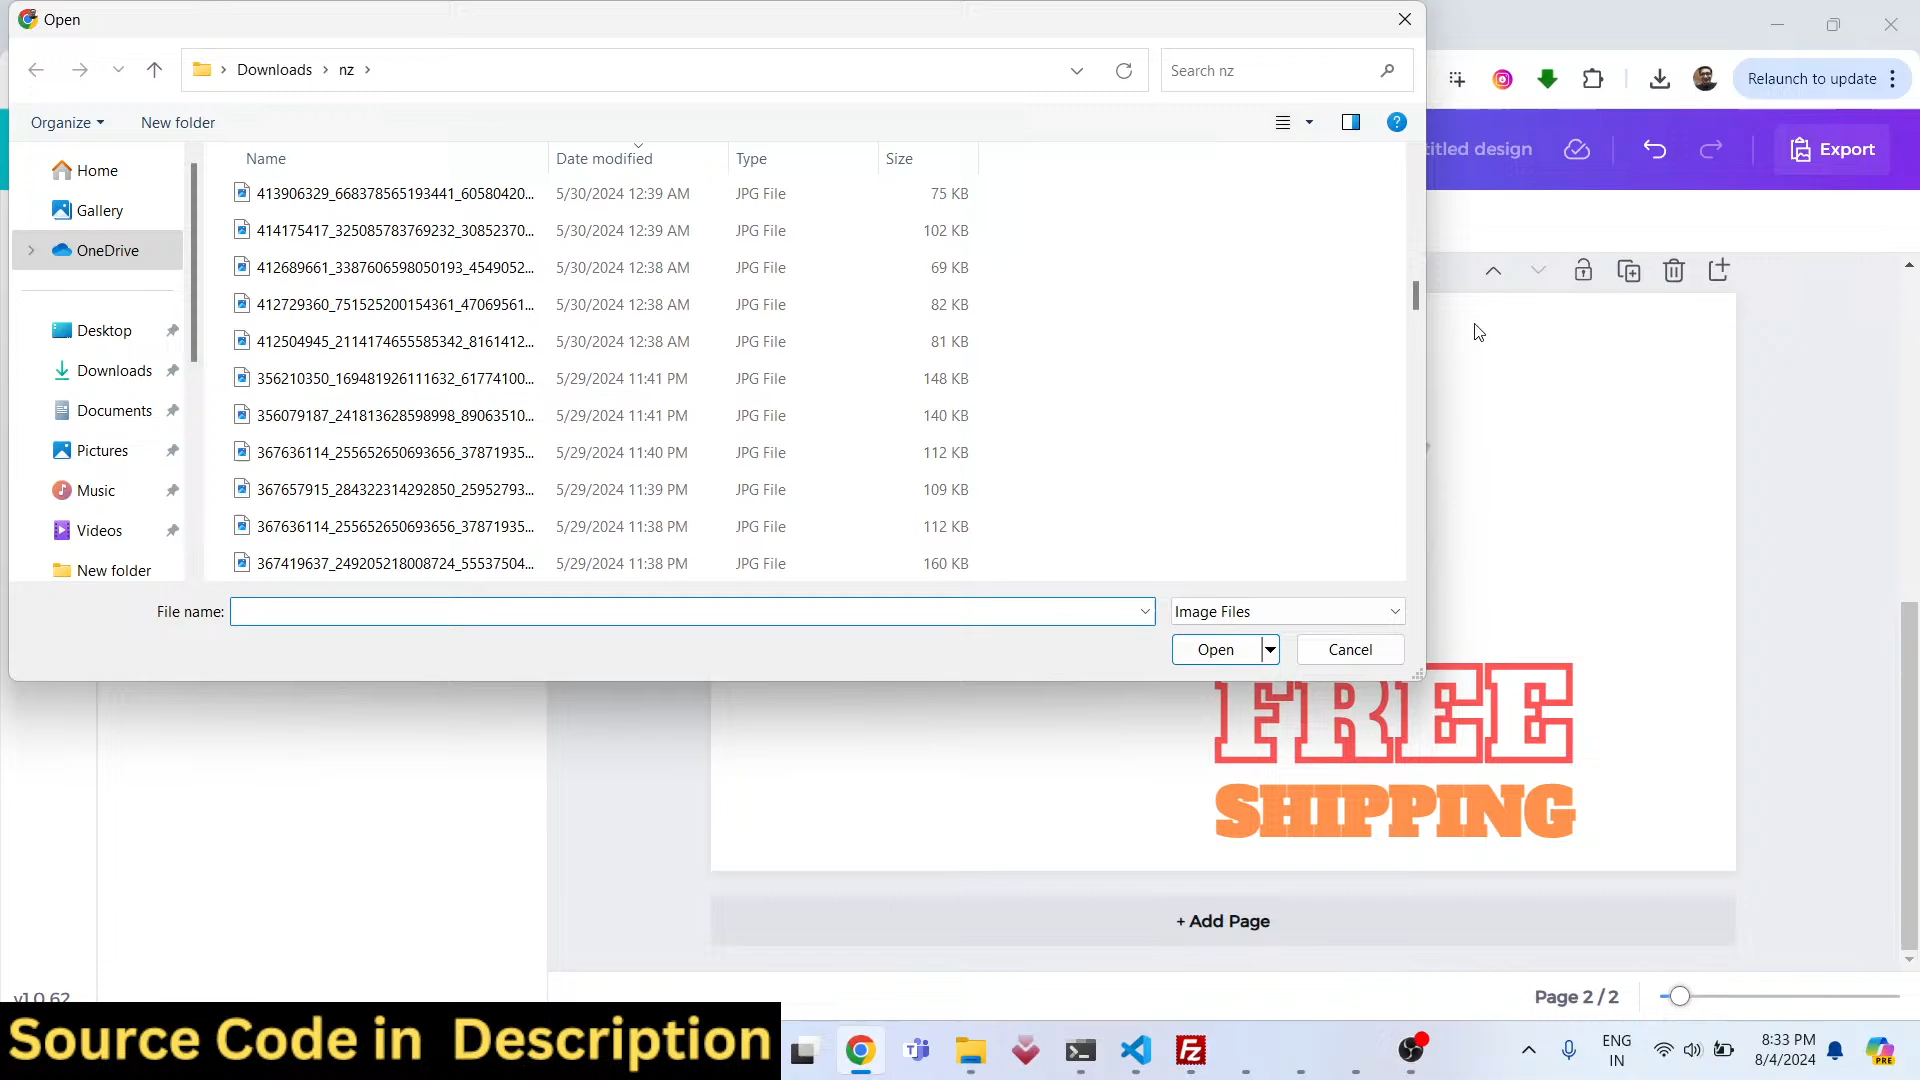 Open
Downloads
nz
Search nz
Relaunch to update
Organize
New folder
titled design
Export
Home
Gallery
OneDrive
Desktop
Downloads
Documents
Pictures
Music
Videos
New folder
Name Date modified Type Size
413906329_668378565193441_60580420... 5/30/2024 12:39 AM JPG File 75 KB
414175417_325085783769232_30852370... 5/30/2024 12:39 AM JPG File 102 KB
412689661_3387606598050193_4549052... 5/30/2024 12:38 AM JPG File 69 KB
412729360_751525200154361_47069561... 5/30/2024 12:38 AM JPG File 82 KB
412504945_2114174655585342_8161412... 5/30/2024 12:38 AM JPG File 81 KB
356210350_169481926111632_61774100... 5/29/2024 11:41 PM JPG File 148 KB
356079187_241813628598998_89063510... 5/29/2024 11:41 PM JPG File 140 KB
367636114_255652650693656_37871935... 5/29/2024 11:40 PM JPG File 112 KB
367657915_284322314292850_25952793... 5/29/2024 11:39 PM JPG File 109 KB
367636114_255652650693656_37871935... 5/29/2024 11:38 PM JPG File 112 KB
367419637_249205218008724_55537504... 5/29/2024 11:38 PM JPG File 160 KB
File name:
Image Files
Open
Cancel
FREE
SHIPPING
+ Add Page
v1.0.62
Page 2 / 2
Source Code in Description
ENG
IN
8:33 PM
8/4/2024
PRE